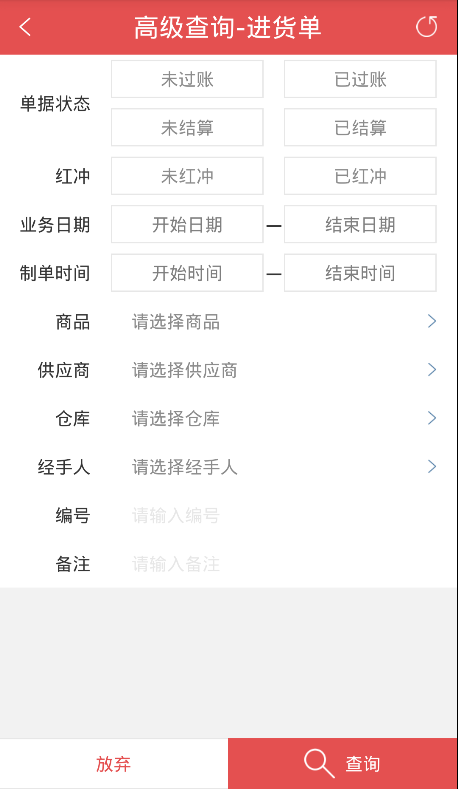 高级查询-进货单
单据状态 未过账 已过账
未结算 已结算
红冲 未红冲 已红冲
业务日期 开始日期 — 结束日期
制单时间 开始时间 — 结束时间
商品 请选择商品
供应商 请选择供应商
仓库 请选择仓库
经手人 请选择经手人
编号 请输入编号
备注 请输入备注
放弃 查询